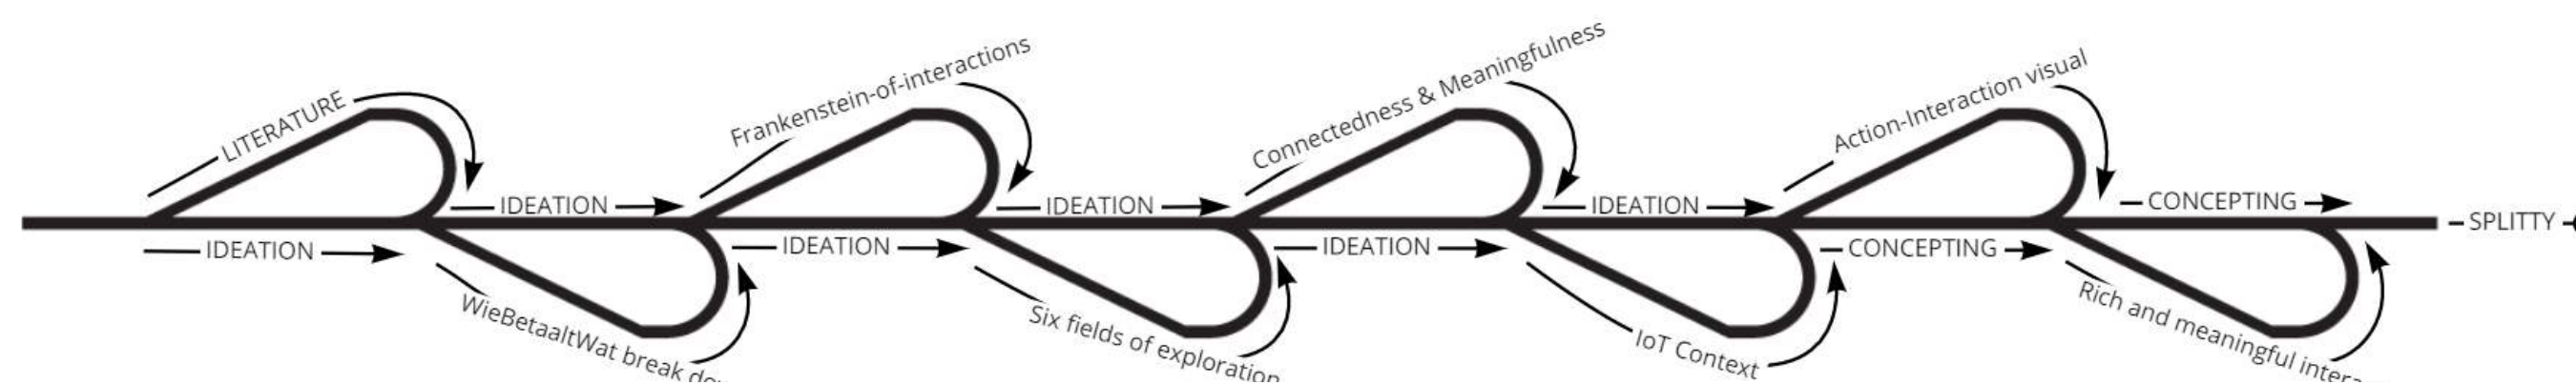 LITERATURE
IDEATION
IDEATION
WieBetaaltWat break
Frankenstein-of-interactions
IDEATION
IDEATION
Six fields of exploration
Connectedness & Meaningfulness
IDEATION
IDEATION
IoT Context
Action-Interaction visual
CONCEPTING
CONCEPTING
Rich and meaningful
SPLITTY